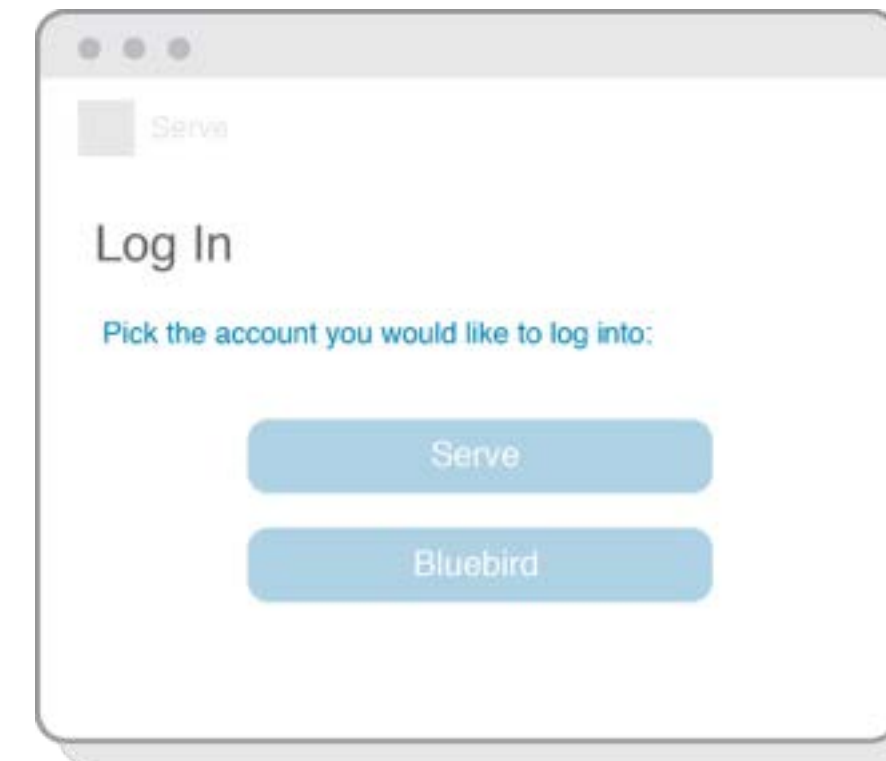 Serve
Log In
Pick the account you would like to log into:
Serve
Bluebird